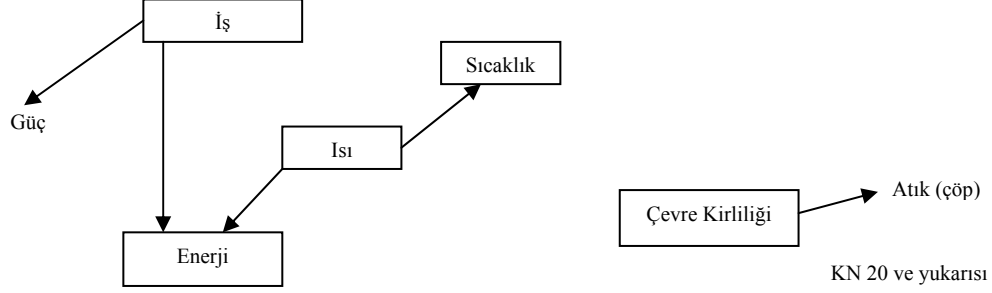 İş
Sıcaklık
Güç
Isı
Atık (çöp)
Çevre Kirliliği
Enerji
KN 20 ve yukarısı